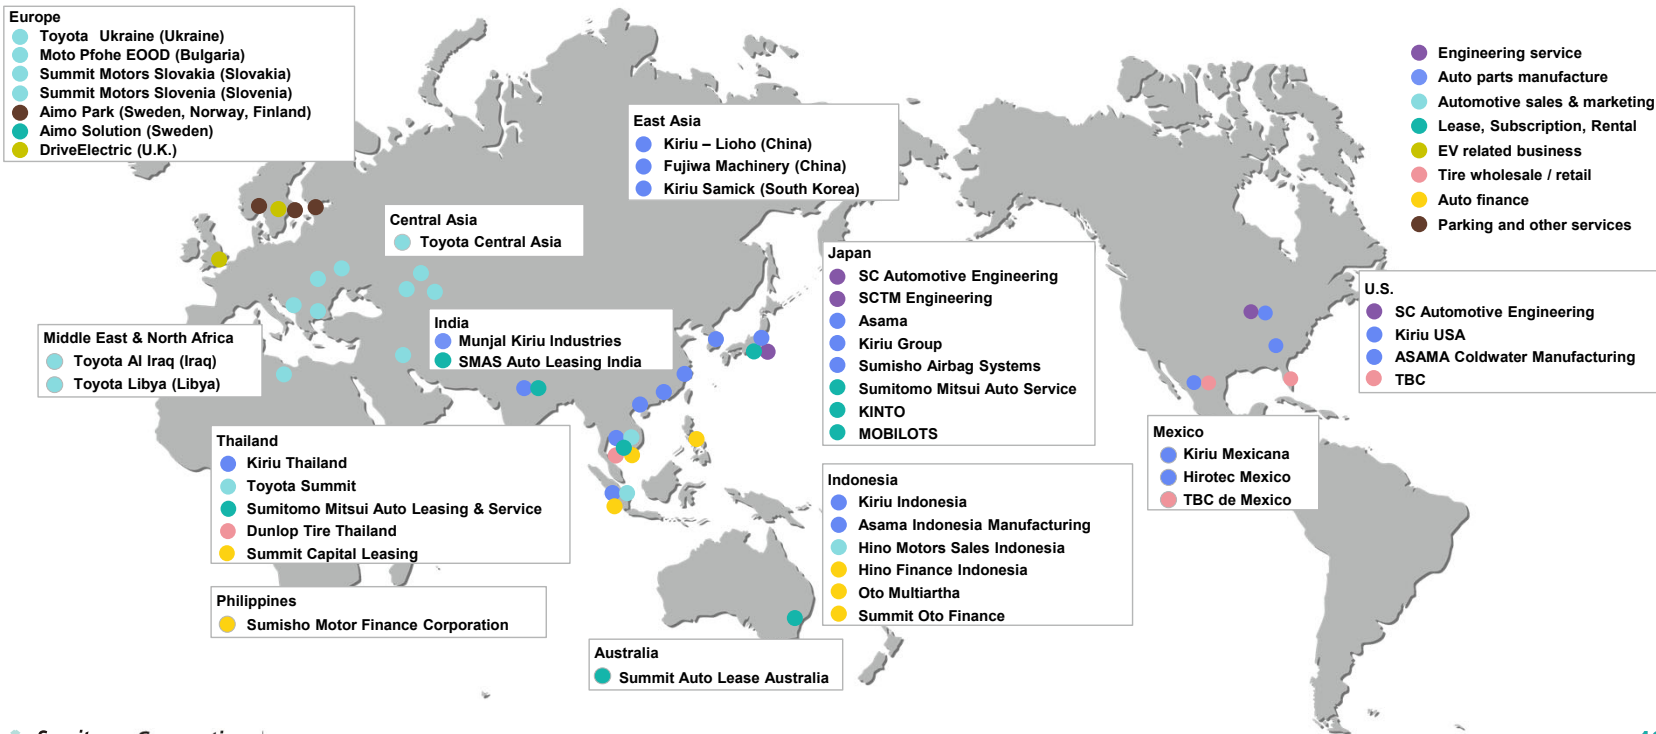 Europe
Toyota Ukraine (Ukraine)
Moto Pfohe EOOD (Bulgaria)
Summit Motors Slovakia (Slovakia)
Summit Motors Slovenia (Slovenia)
Aimo Park (Sweden, Norway, Finland)
Aimo Solution (Sweden)
DriveElectric (U.K.)
East Asia
Kiriu – Lioho (China)
Fujiwa Machinery (China)
Kiriu Samick (South Korea)
Engineering service
Auto parts manufacture
Automotive sales & marketing
Lease, Subscription, Rental
EV related business
Tire wholesale / retail
Auto finance
Parking and other services
Central Asia
Toyota Central Asia
Japan
SC Automotive Engineering
SCTM Engineering
Asama
Kiriu Group
Sumisho Airbag Systems
Sumitomo Mitsui Auto Service
KINTO
MOBILOTS
U.S.
SC Automotive Engineering
Kiriu USA
ASAMA Coldwater Manufacturing
TBC
India
Munjal Kiriu Industries
SMAS Auto Leasing India
Middle East & North Africa
Toyota Al Iraq (Iraq)
Toyota Libya (Libya)
Thailand
Kiriu Thailand
Toyota Summit
Sumitomo Mitsui Auto Leasing & Service
Dunlop Tire Thailand
Summit Capital Leasing
Mexico
Kiriu Mexicana
Hirotec Mexico
TBC de Mexico
Indonesia
Kiriu Indonesia
Asama Indonesia Manufacturing
Hino Motors Sales Indonesia
Hino Finance Indonesia
Oto Multiartha
Summit Oto Finance
Philippines
Sumisho Motor Finance Corporation
Australia
Summit Auto Lease Australia